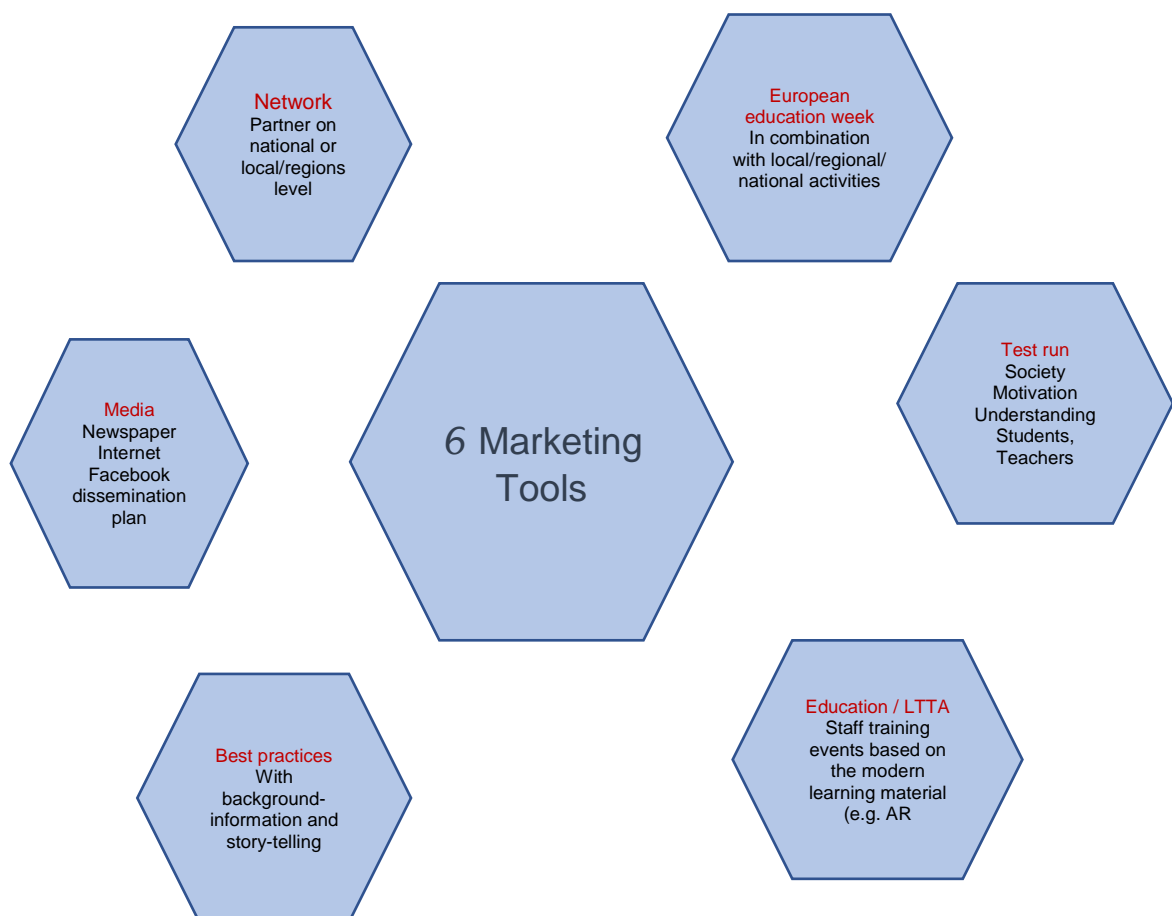 Network
Partner on
national or
local/regions
level
European
education week
In combination
with local/regional/
national activities
Test run
Society
Motivation
Understanding
Students,
Teachers
Media
Newspaper
Internet
Facebook
dissemination
plan
6 Marketing
Tools
Education / LTTA
Staff training
events based on
the modern
learning material
(e.g. AR
Best practices
With
background-
information and
story-telling